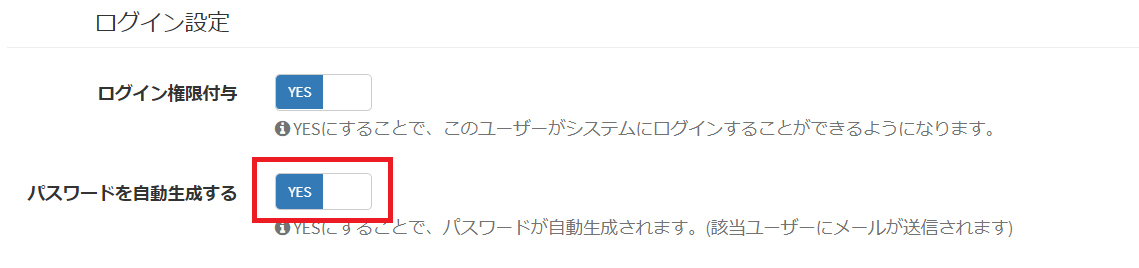 ログイン設定
ログイン権限付与 YES
YESにすることで、このユーザーがシステムにログインすることができるようになります。
パスワードを自動生成する YES
YESにすることで、パスワードが自動生成されます。(該当ユーザーにメールが送信されます)